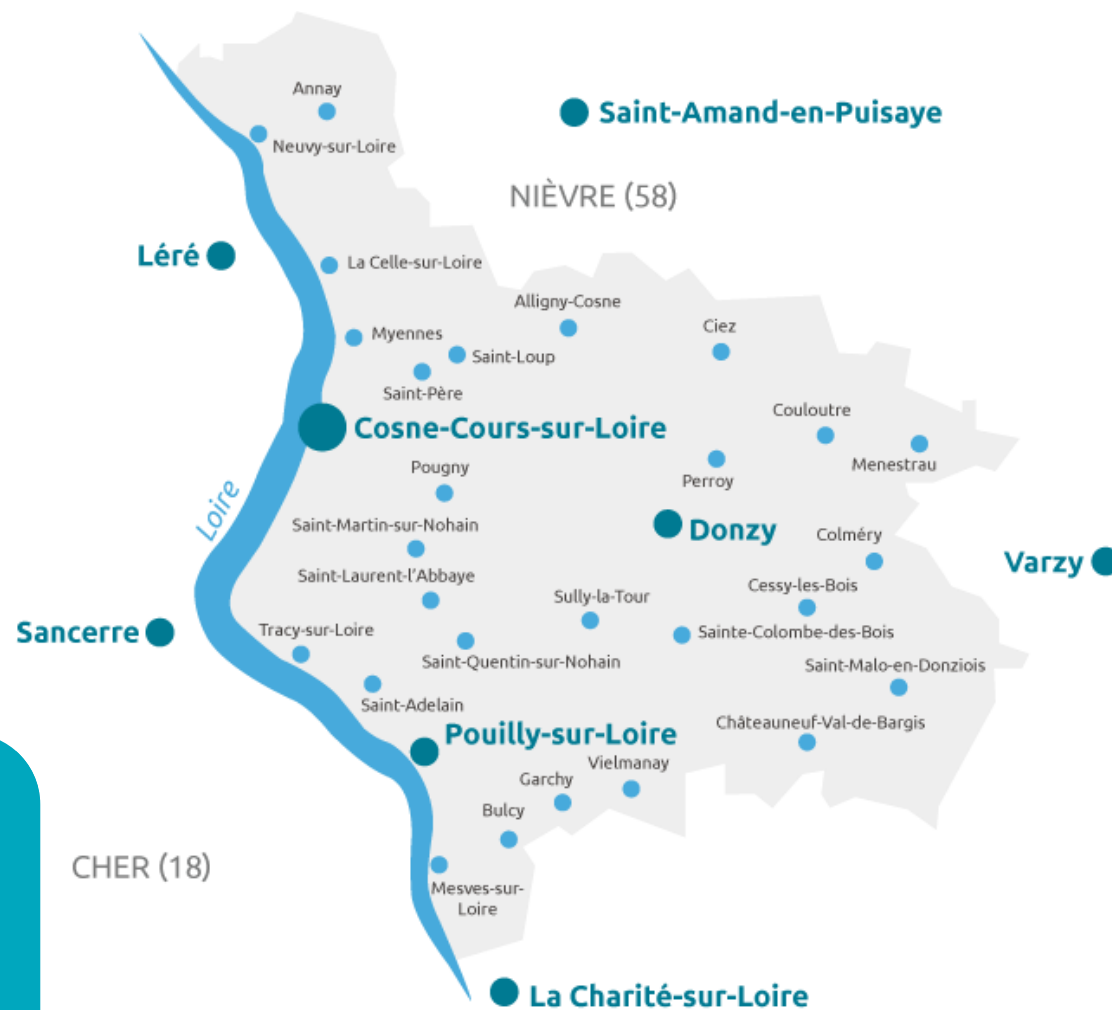 Annay
Saint-Amand-en-Puisaye
Neuvy-sur-Loire
NIÈVRE (58)
Léré
La Celle-sur-Loire
Alligny-Cosne
Ciez
Myennes
Saint-Loup
Saint-Père
Couloutre
Cosne-Cours-sur-Loire
Menestrau
Pougny
Perroy
Loire
Saint-Martin-sur-Nohain
Donzy
Colméry
Varzy
Saint-Laurent-l'Abbaye
Cessy-les-Bois
Sully-la-Tour
Sancerre
Tracy-sur-Loire
Sainte-Colombe-des-Bois
Saint-Quentin-sur-Nohain
Saint-Malo-en-Donziois
Saint-Adelain
Châteauneuf-Val-de-Bargis
Pouilly-sur-Loire
Vielmanay
Garchy
Bulcy
CHER (18)
Mesves-sur-
Loire
La Charité-sur-Loire